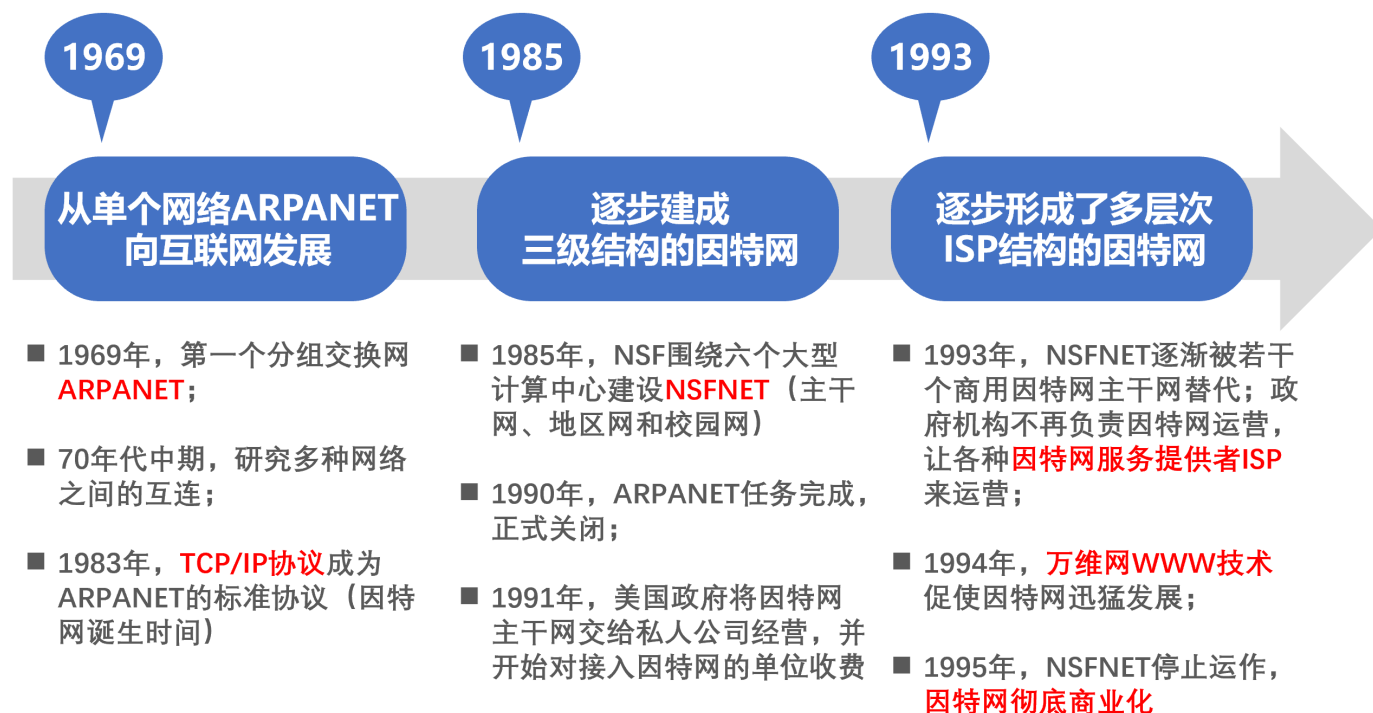 1969
从单个网络ARPANET
向互联网发展
■ 1969年，第一个分组交换网
ARPANET；
■ 70年代中期，研究多种网络
之间的互连；
■ 1983年，TCP/IP协议成为
ARPANET的标准协议（因特
网诞生时间）
1985
逐步建成
三级结构的因特网
■ 1985年，NSF围绕六个大型
计算中心建设NSFNET（主干
网、地区网和校园网）
■ 1990年，ARPANET任务完成，
正式关闭；
■ 1991年，美国政府将因特网
主干网交给私人公司经营，并
开始对接入因特网的单位收费
1993
逐步形成了多层次
ISP结构的因特网
■ 1993年，NSFNET逐渐被若干
个商用因特网主干网替代；政
府机构不再负责因特网运营，
让各种因特网服务提供者ISP
来运营；
■ 1994年，万维网WWW技术
促使因特网迅猛发展；
■ 1995年，NSFNET停止运作，
因特网彻底商业化